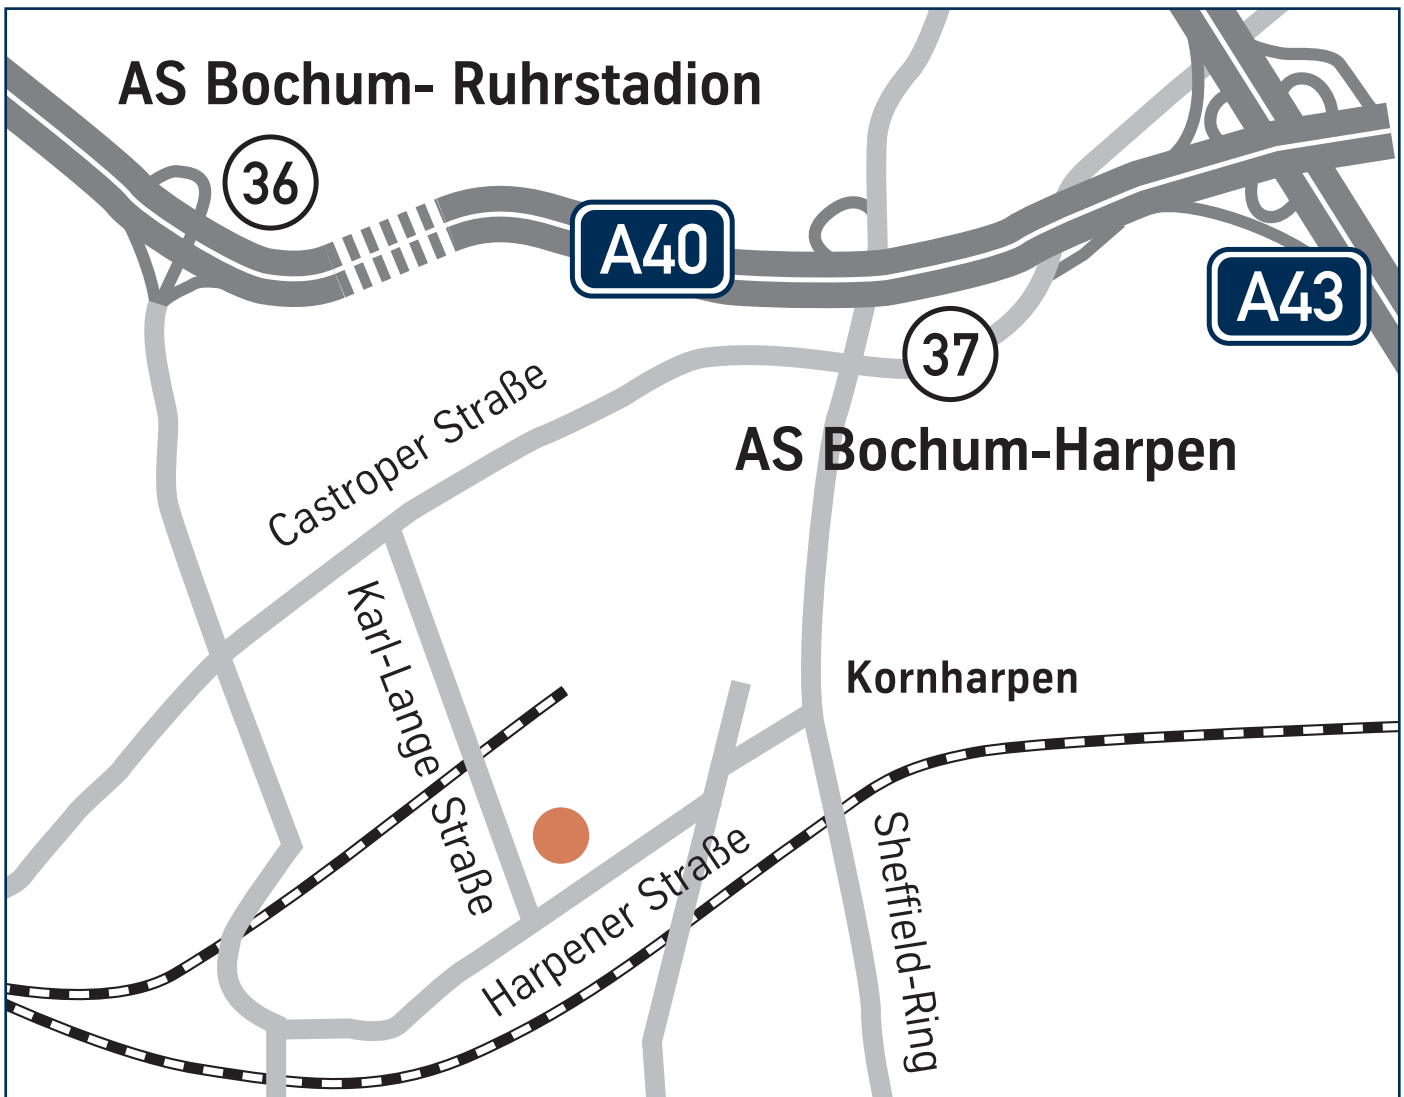 AS Bochum- Ruhrstadion
36
A40
A43
37
Castroper Straße
AS Bochum-Harpen
Karl-Lange Straße
Kornharpen
Harpener Straße
Sheffield-Ring